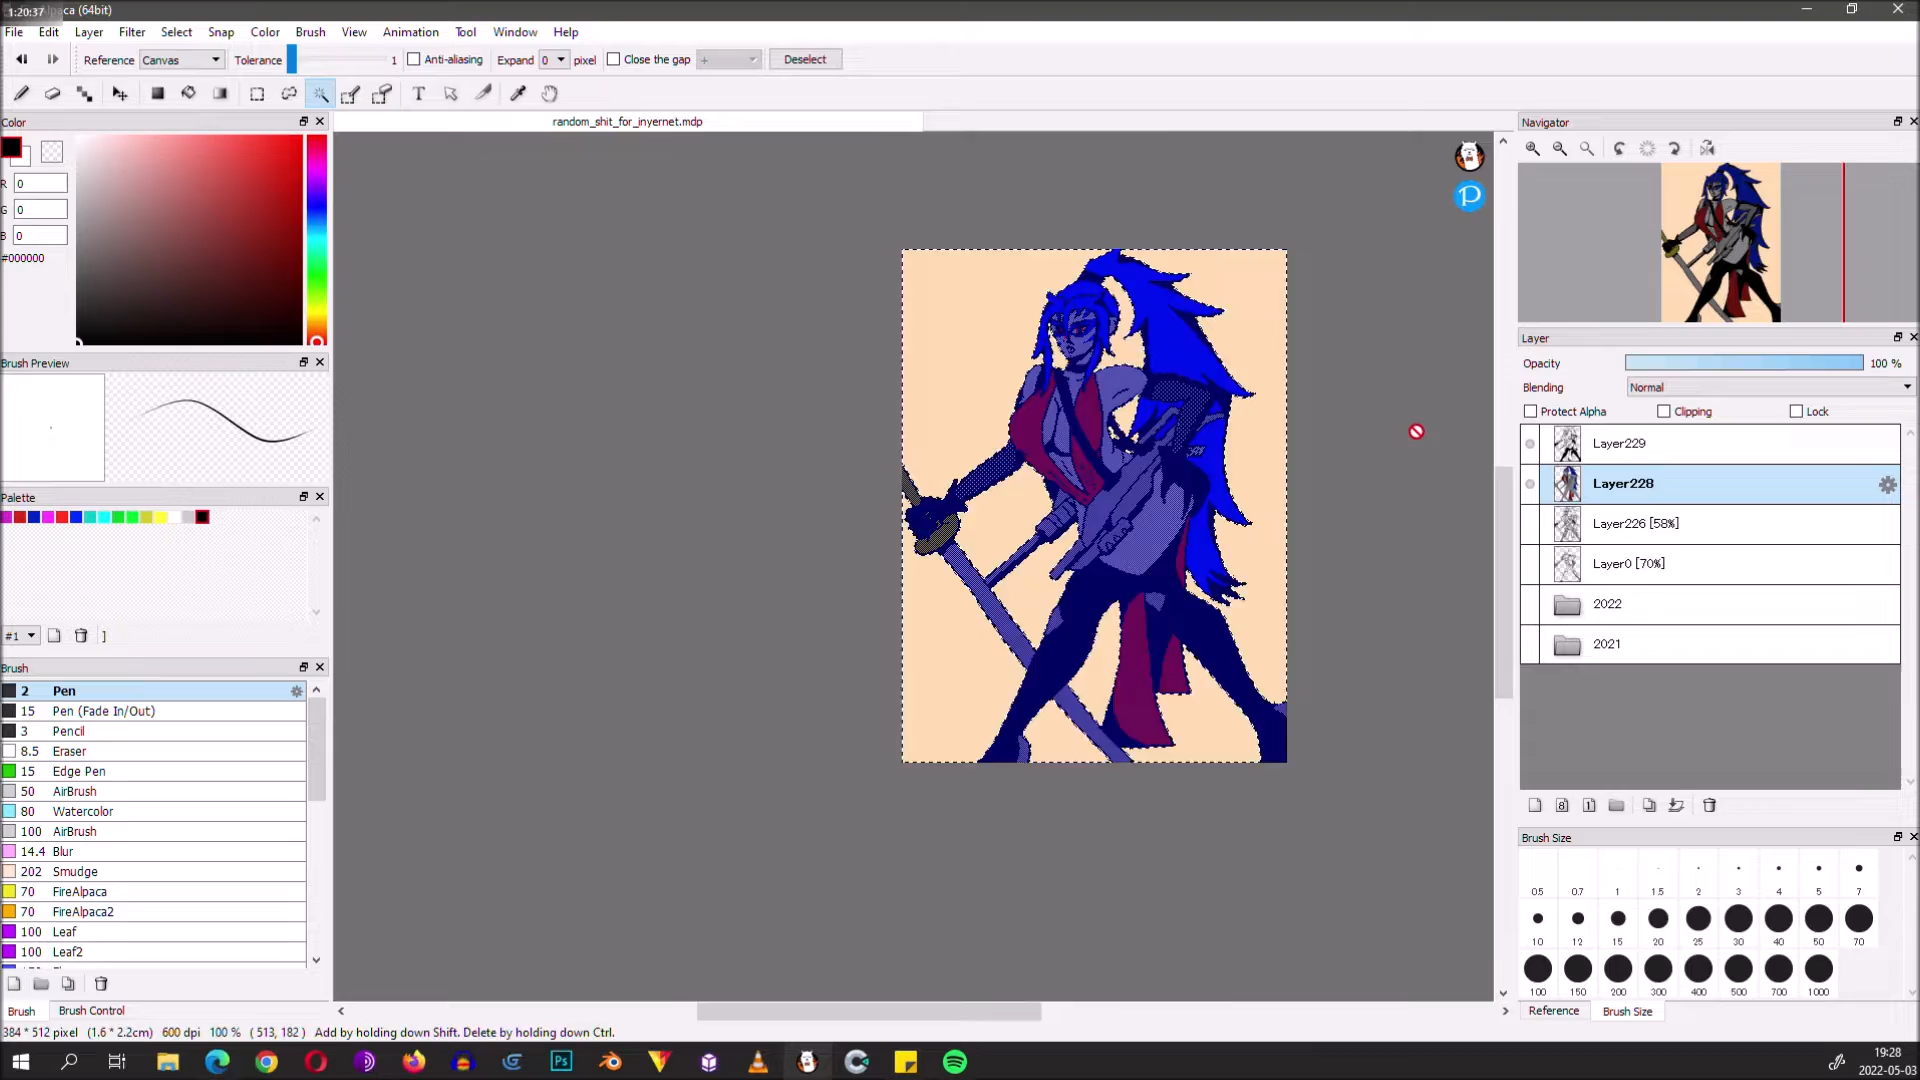 1:20:37
Alpaca (64bit)
File Edit Layer Filter Select Snap Color Brush View Animation Tool Window Help
Reference Canvas Tolerance 1 Anti-aliasing Expand 0 pixel Close the gap + Deselect
Color
random_shit_for_inyernet.mdp
Navigator
R 0
G 0
B 0
#000000
Brush Preview
Layer
Opacity 100 %
Blending Normal
Protect Alpha Clipping Lock
Layer229
Layer228
Layer226 [58%]
Layer0 [70%]
2022
2021
Palette
#1 ]
Brush
2 Pen
15 Pen (Fade In/Out)
3 Pencil
8.5 Eraser
15 Edge Pen
50 AirBrush
80 Watercolor
100 AirBrush
14.4 Blur
202 Smudge
70 FireAlpaca
70 FireAlpaca2
100 Leaf
100 Leaf2
Brush Brush Control
Brush Size
0.5 0.7 1 1.5 2 3 4 5 7
10 12 15 20 25 30 40 50 70
100 150 200 300 400 500 700 1000
Reference Brush Size
384 * 512 pixel (1.6 * 2.2cm) 600 dpi 100 % ( 513, 182 ) Add by holding down Shift. Delete by holding down Ctrl.
Ps
19:28
2022-05-03